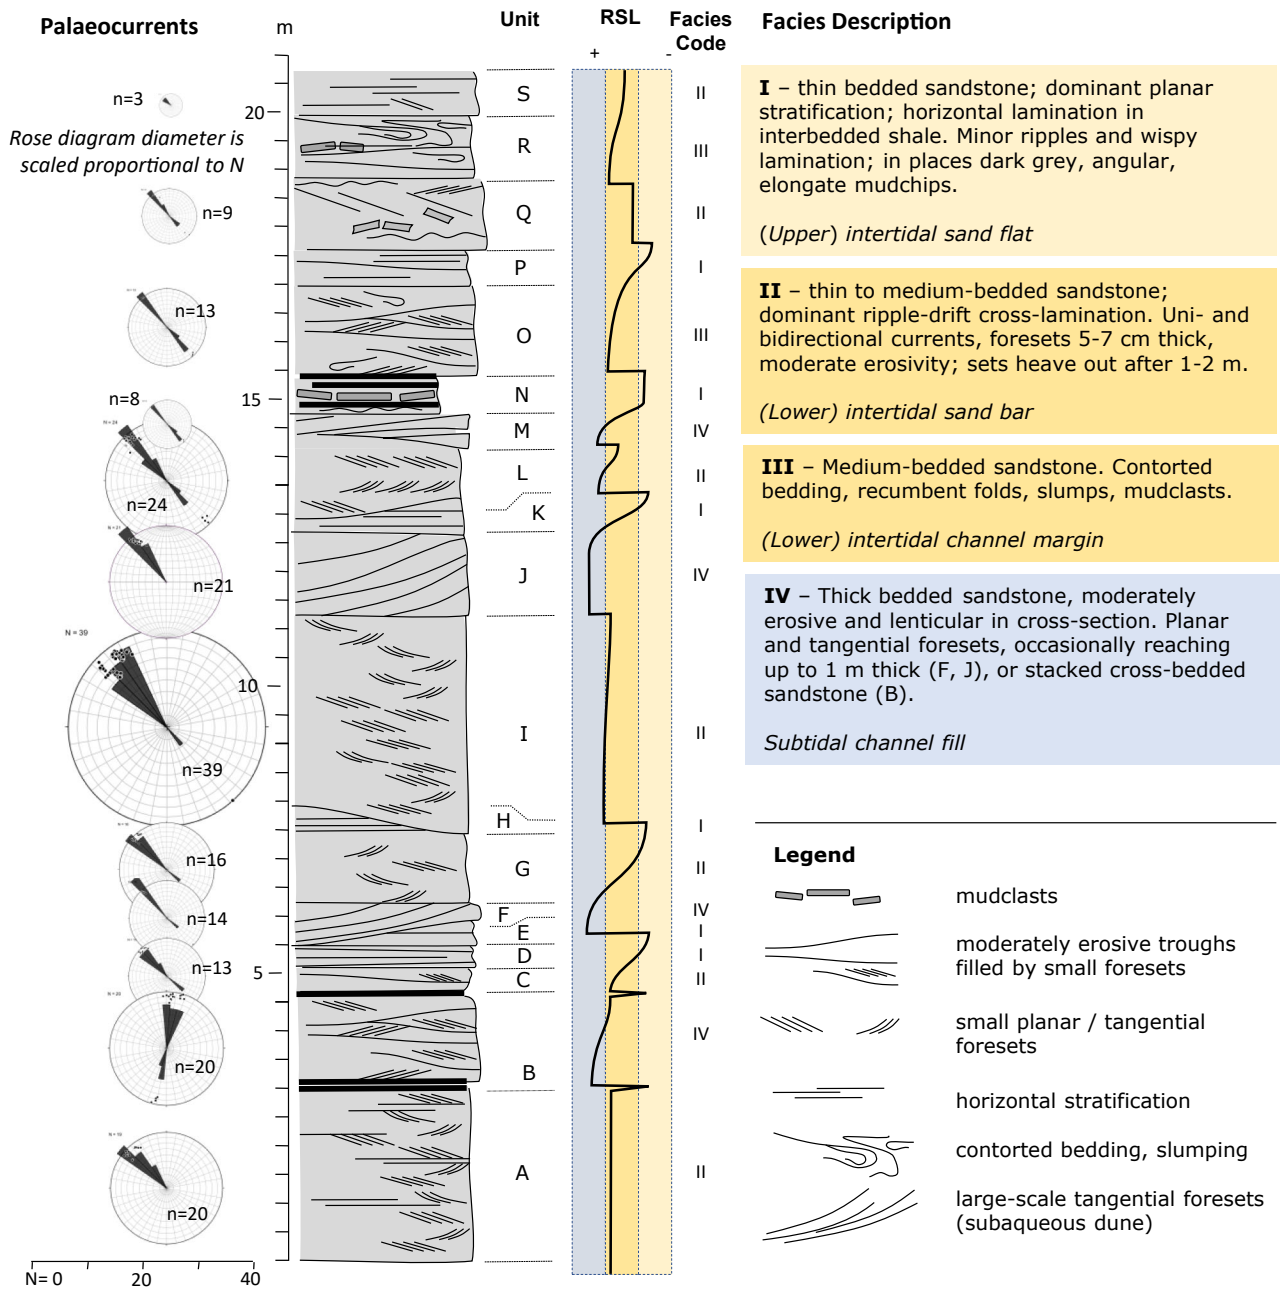 Palaeocurrents
m
Unit
RSL
Facies
Code
Facies Description
+
-
n=3
Rose diagram diameter is
scaled proportional to N
n=9
n=13
n=8
N = 24
n=24
n=21
N = 39
n=39
n=16
n=14
n=13
n=20
n=20
N= 0
20
40
20
15
10
5
S
R
Q
P
O
N
M
L
K
J
I
H
G
F
E
D
C
B
A
II
III
II
I
III
I
IV
II
I
IV
II
I
II
IV
I
I
II
IV
II
I – thin bedded sandstone; dominant planar
stratification; horizontal lamination in
interbedded shale. Minor ripples and wispy
lamination; in places dark grey, angular,
elongate mudchips.
(Upper) intertidal sand flat
II – thin to medium-bedded sandstone;
dominant ripple-drift cross-lamination. Uni- and
bidirectional currents, foresets 5-7 cm thick,
moderate erosivity; sets heave out after 1-2 m.
(Lower) intertidal sand bar
III – Medium-bedded sandstone. Contorted
bedding, recumbent folds, slumps, mudclasts.
(Lower) intertidal channel margin
IV – Thick bedded sandstone, moderately
erosive and lenticular in cross-section. Planar
and tangential foresets, occasionally reaching
up to 1 m thick (F, J), or stacked cross-bedded
sandstone (B).
Subtidal channel fill
Legend
mudclasts
moderately erosive troughs
filled by small foresets
small planar / tangential
foresets
horizontal stratification
contorted bedding, slumping
large-scale tangential foresets
(subaqueous dune)